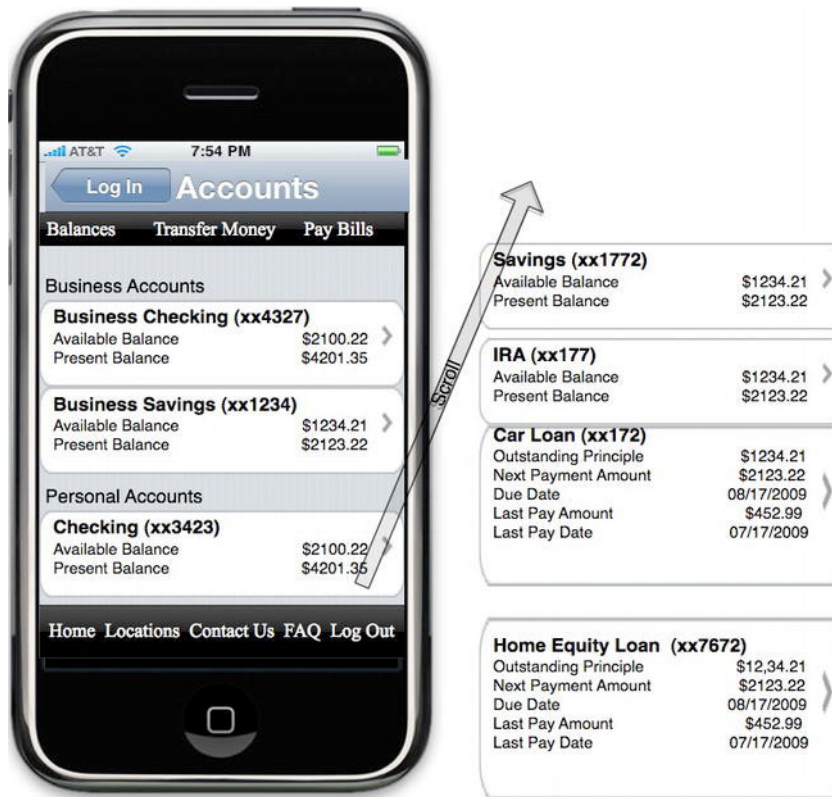 AT&T 7:54 PM
Log In Accounts
Balances Transfer Money Pay Bills
Business Accounts
Business Checking (xx4327)
Available Balance $2100.22
Present Balance $4201.35
Business Savings (xx1234)
Available Balance $1234.21
Present Balance $2123.22
Personal Accounts
Checking (xx3423)
Available Balance $2100.22
Present Balance $4201.35
Home Locations Contact Us FAQ Log Out
Scroll
Savings (xx1772)
Available Balance $1234.21
Present Balance $2123.22
IRA (xx177)
Available Balance $1234.21
Present Balance $2123.22
Car Loan (xx172)
Outstanding Principle $1234.21
Next Payment Amount $2123.22
Due Date 08/17/2009
Last Pay Amount $452.99
Last Pay Date 07/17/2009
Home Equity Loan (xx7672)
Outstanding Principle $12,34.21
Next Payment Amount $2123.22
Due Date 08/17/2009
Last Pay Amount $452.99
Last Pay Date 07/17/2009